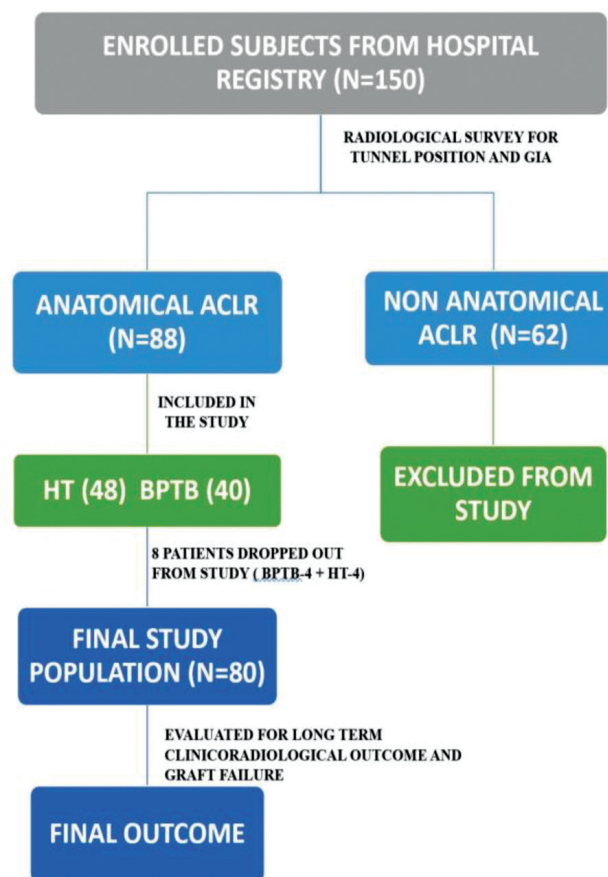 ENROLLED SUBJECTS FROM HOSPITAL
REGISTRY (N=150)
RADIOLOGICAL SURVEY FOR
TUNNEL POSITION AND GIA
ANATOMICAL ACLR
(N=88)
NON ANATOMICAL
ACLR (N=62)
INCLUDED IN
THE STUDY
HT (48) BPTB (40)
EXCLUDED FROM
STUDY
8 PATIENTS DROPPED OUT
FROM STUDY ( BPTB-4 + HT-4)
FINAL STUDY
POPULATION (N=80)
EVALUATED FOR LONG TERM
CLINICORADIOLOGICAL OUTCOME AND
GRAFT FAILURE
FINAL OUTCOME